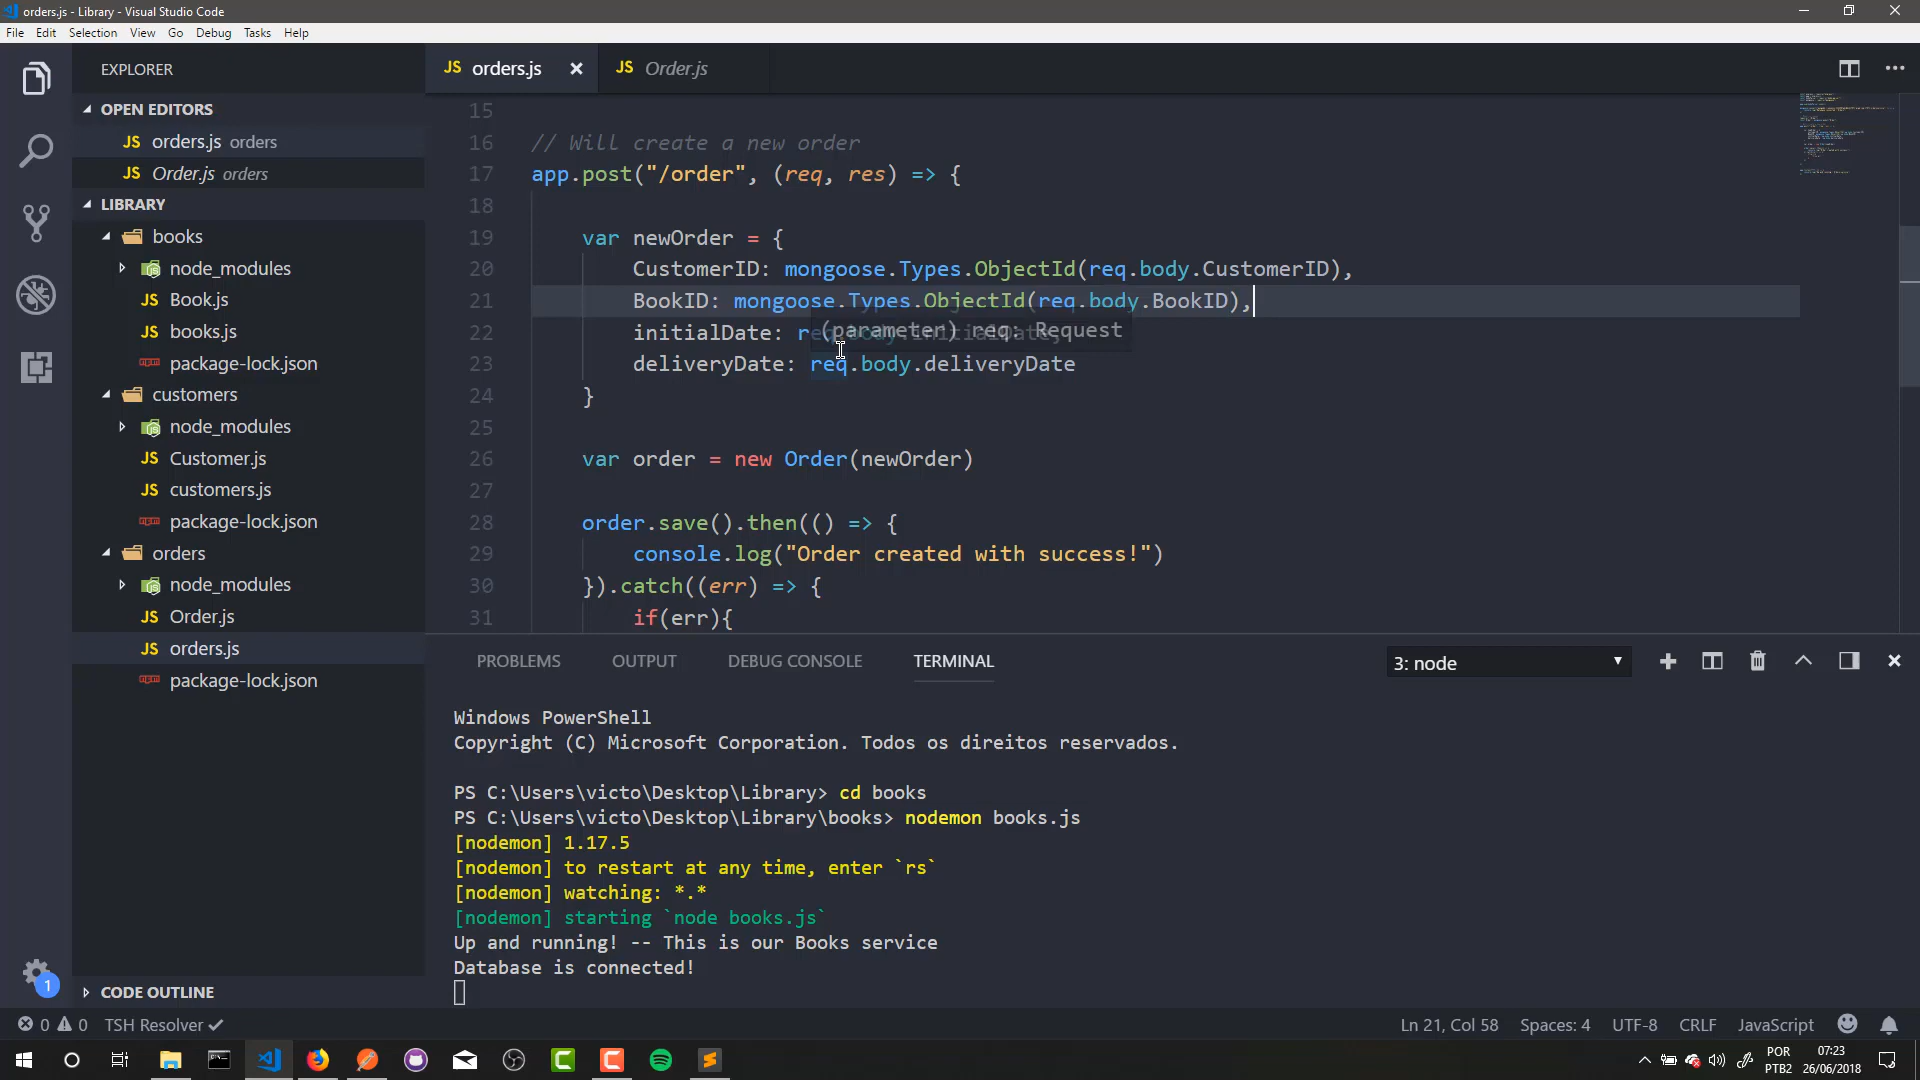 orders.js - Library - Visual Studio Code
File Edit Selection View Go Debug Tasks Help
EXPLORER
OPEN EDITORS
JS orders.js orders
JS Order.js orders
LIBRARY
books
node_modules
JS Book.js
JS books.js
package-lock.json
customers
node_modules
JS Customer.js
JS customers.js
package-lock.json
orders
node_modules
JS Order.js
JS orders.js
package-lock.json
CODE OUTLINE
1
JS orders.js JS Order.js
15
16 // Will create a new order
17 app.post("/order", (req, res) => {
18
19 var newOrder = {
20 CustomerID: mongoose.Types.ObjectId(req.body.CustomerID),
21 BookID: mongoose.Types.ObjectId(req.body.BookID),
22 initialDate: req.body.initialDate,
(parameter) req: Request
23 deliveryDate: req.body.deliveryDate
24 }
25
26 var order = new Order(newOrder)
27
28 order.save().then(() => {
29 console.log("Order created with success!")
30 }).catch((err) => {
31 if(err){
PROBLEMS OUTPUT DEBUG CONSOLE TERMINAL 3: node
Windows PowerShell
Copyright (C) Microsoft Corporation. Todos os direitos reservados.
PS C:\Users\victo\Desktop\Library> cd books
PS C:\Users\victo\Desktop\Library\books> nodemon books.js
[nodemon] 1.17.5
[nodemon] to restart at any time, enter `rs`
[nodemon] watching: *.*
[nodemon] starting `node books.js`
Up and running! -- This is our Books service
Database is connected!
0 0 TSH Resolver Ln 21, Col 58 Spaces: 4 UTF-8 CRLF JavaScript
POR
PTB2
07:23
26/06/2018